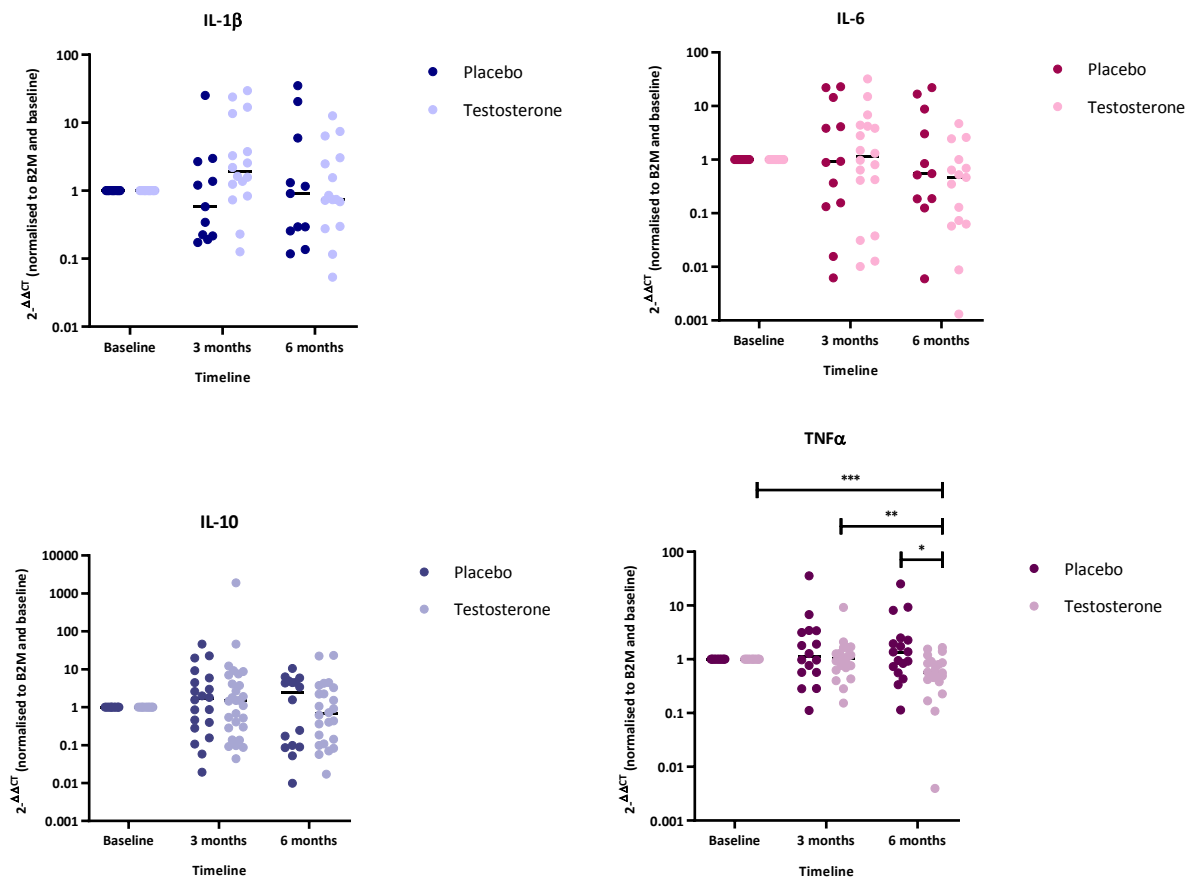 IL-1β
100
10
1
0.1
0.01
2-ΔΔCT (normalised to B2M and baseline)
Baseline
3 months
6 months
Timeline
Placebo
Testosterone
IL-6
100
10
1
0.1
0.01
0.001
2-ΔΔCT (normalised to B2M and baseline)
Baseline
3 months
6 months
Timeline
Placebo
Testosterone
IL-10
10000
1000
100
10
1
0.1
0.01
0.001
2-ΔΔCT (normalised to B2M and baseline)
Baseline
3 months
6 months
Timeline
Placebo
Testosterone
TNFα
***
**
*
100
10
1
0.1
0.01
0.001
2-ΔΔCT (normalised to B2M and baseline)
Baseline
3 months
6 months
Timeline
Placebo
Testosterone